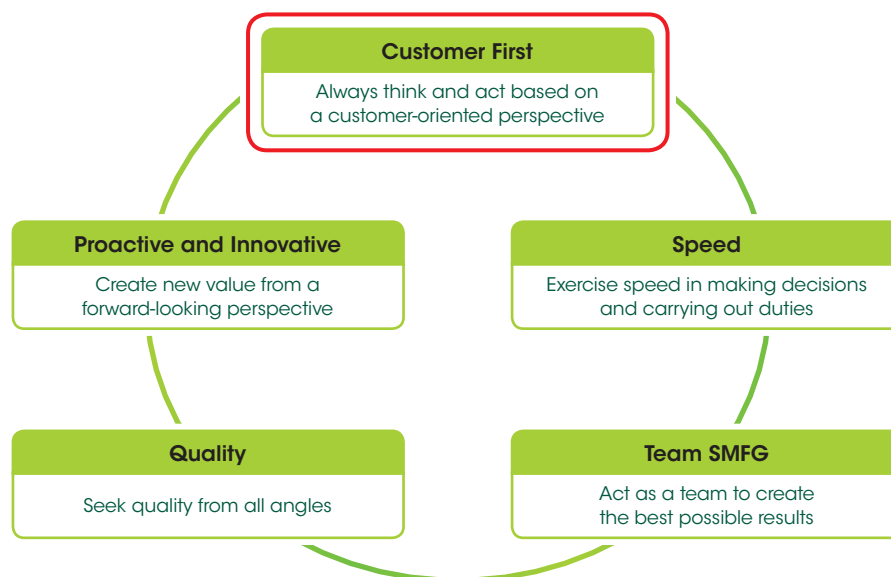 Customer First
Always think and act based on
a customer-oriented perspective
Proactive and Innovative
Create new value from a
forward-looking perspective
Speed
Exercise speed in making decisions
and carrying out duties
Quality
Seek quality from all angles
Team SMFG
Act as a team to create
the best possible results